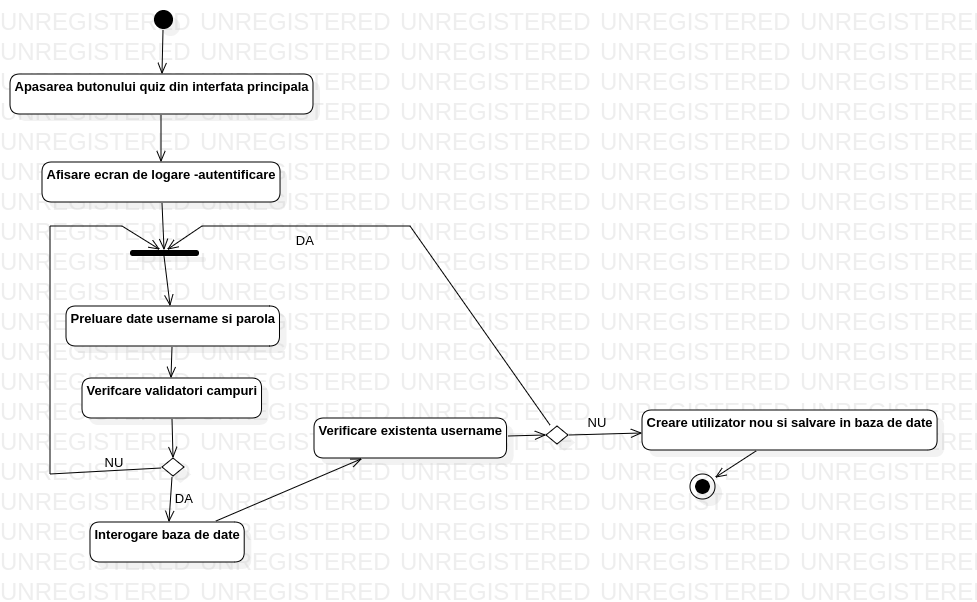 Apasarea butonului quiz din interfata principala
Afisare ecran de logare -autentificare
DA
Preluare date username si parola
Verifcare validatori campuri
Verificare existenta username
NU
Creare utilizator nou si salvare in baza de date
NU
DA
Interogare baza de date
UNREGISTERED UNREGISTERED UNREGISTERED UNREGISTERED UNREGISTERED